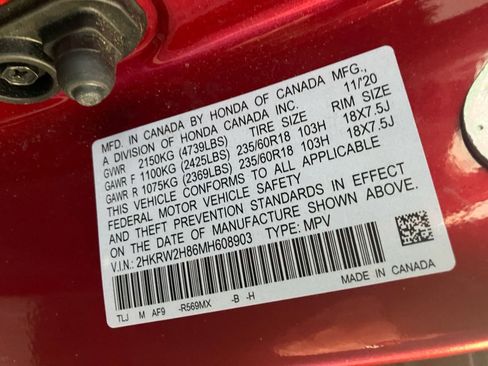 MFD. IN CANADA BY HONDA OF CANADA MFG.,
A DIVISION OF HONDA CANADA INC. 11/20
GVWR 2150KG (4739LBS) TIRE SIZE RIM SIZE
GAWR F 1100KG (2425LBS) 235/60R18 103H 18X7.5J
GAWR R 1075KG (2369LBS) 235/60R18 103H 18X7.5J
THIS VEHICLE CONFORMS TO ALL APPLICABLE
FEDERAL MOTOR VEHICLE SAFETY
AND THEFT PREVENTION STANDARDS IN EFFECT
ON THE DATE OF MANUFACTURE SHOWN ABOVE.
V.I.N.: 2HKRW2H86MH608903 TYPE: MPV
TLJ M AF9 -R569MX -B -H
MADE IN CANADA